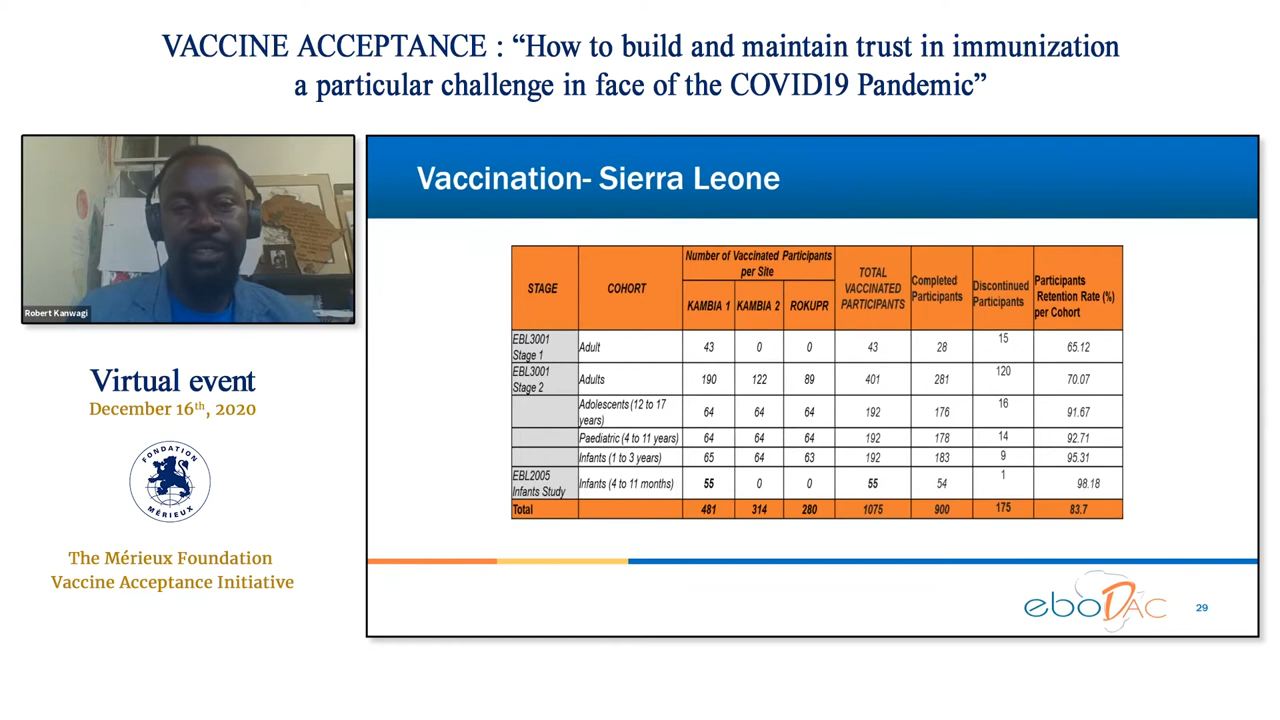 VACCINE ACCEPTANCE : “How to build and maintain trust in immunization
a particular challenge in face of the COVID19 Pandemic”
Robert Kanwagi
Virtual event
December 16th, 2020
FONDATION
MÉRIEUX
The Mérieux Foundation
Vaccine Acceptance Initiative
Vaccination- Sierra Leone
STAGE COHORT Number of Vaccinated Participants per Site TOTAL VACCINATED PARTICIPANTS Completed Participants Discontinued Participants Participants Retention Rate (%) per Cohort
KAMBIA 1 KAMBIA 2 ROKUPR
EBL3001 Stage 1 Adult 43 0 0 43 28 15 65.12
EBL3001 Stage 2 Adults 190 122 89 401 281 120 70.07
Adolescents (12 to 17 years) 64 64 64 192 176 16 91.67
Paediatric (4 to 11 years) 64 64 64 192 178 14 92.71
Infants (1 to 3 years) 65 64 63 192 183 9 95.31
EBL2005 Infants Study Infants (4 to 11 months) 55 0 0 55 54 1 98.18
Total 481 314 280 1075 900 175 83.7
eboDAC
29